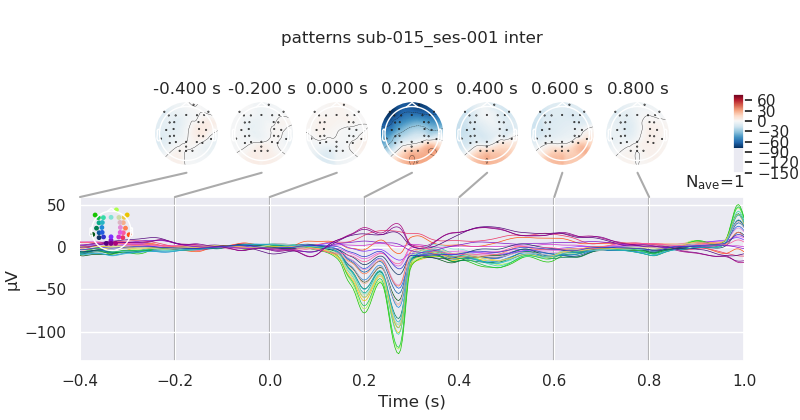 patterns sub-015_ses-001 inter
-0.400 s -0.200 s 0.000 s 0.200 s 0.400 s 0.600 s 0.800 s
60
30
0
−30
−60
−90
−120
−150
Nave=1
50
0
−50
−100
µV
−0.4 −0.2 0.0 0.2 0.4 0.6 0.8 1.0
Time (s)